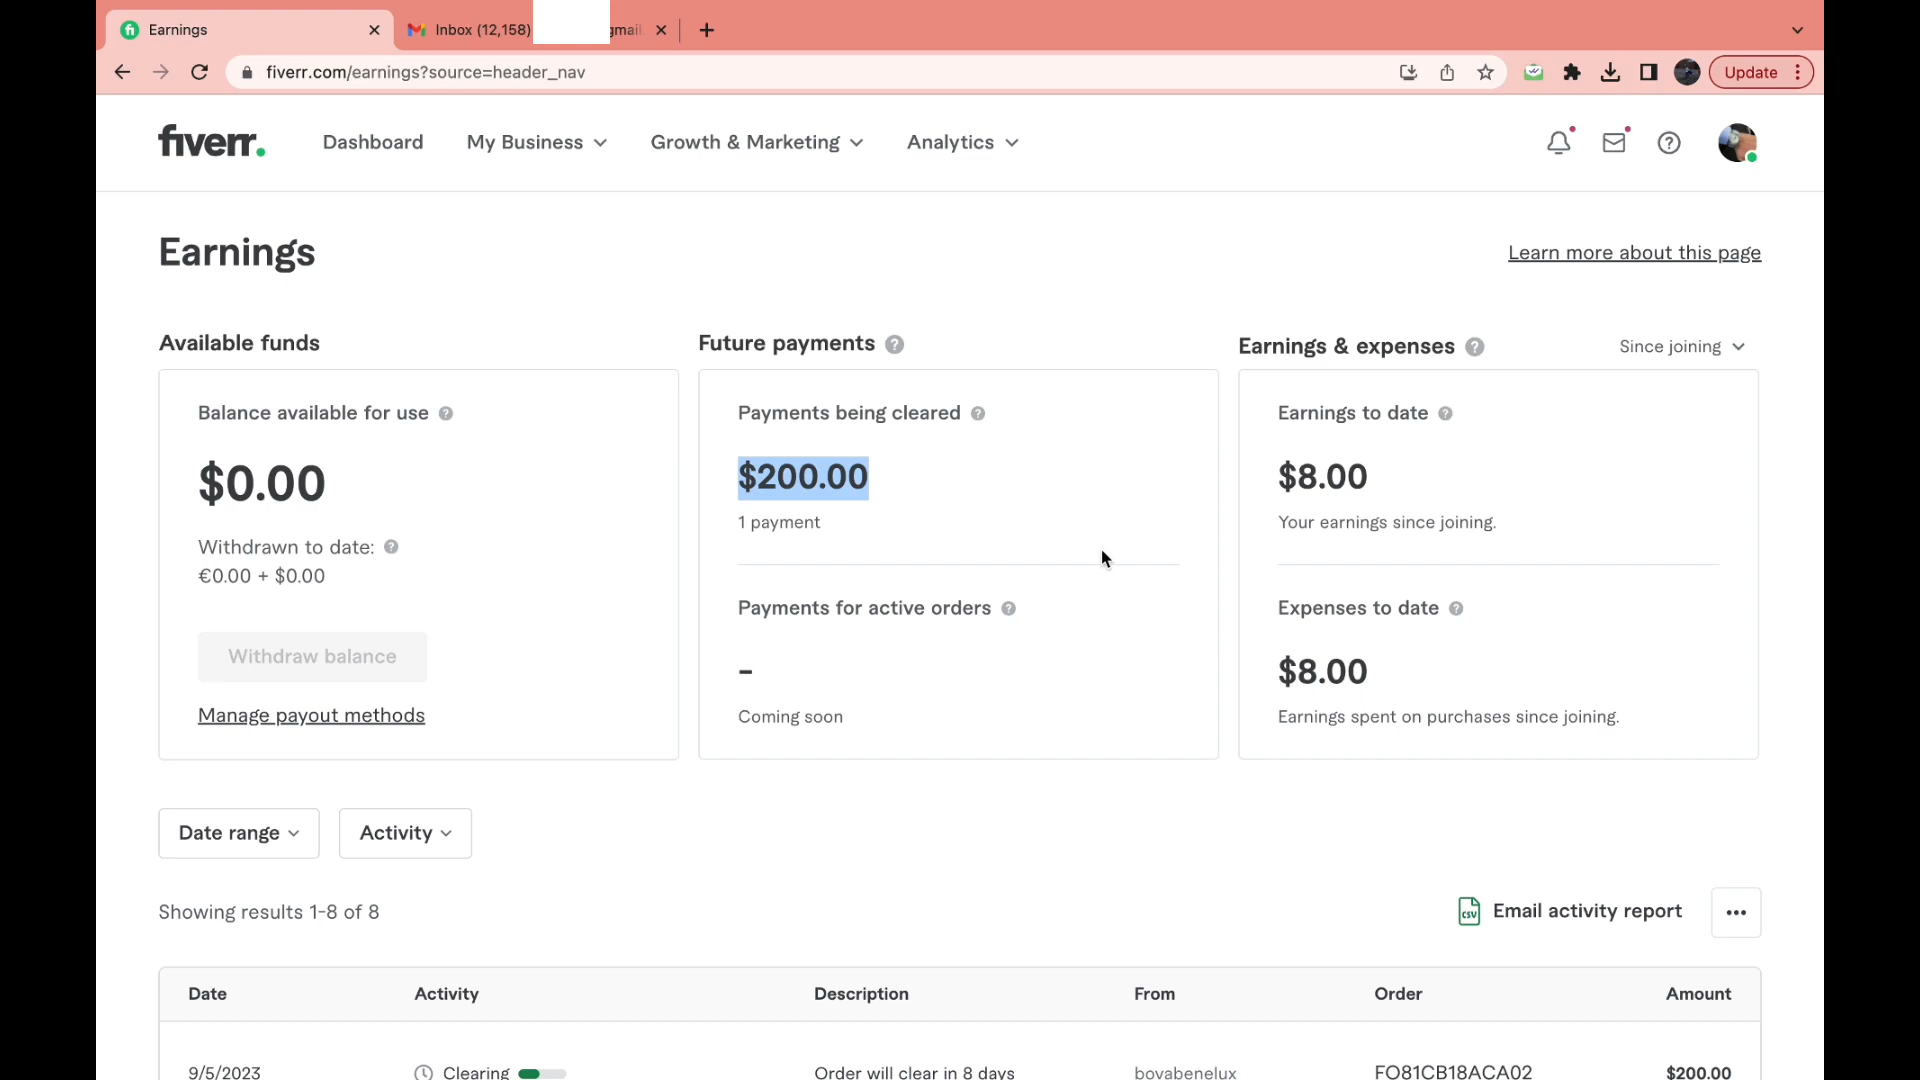 Earnings
Inbox (12,158)
gmail
fiverr.com/earnings?source=header_nav
Update
fiverr.
Dashboard
My Business
Growth & Marketing
Analytics
Earnings
Learn more about this page
Available funds
Balance available for use
$0.00
Withdrawn to date:
€0.00 + $0.00
Withdraw balance
Manage payout methods
Future payments
Payments being cleared
$200.00
1 payment
Payments for active orders
-
Coming soon
Earnings & expenses
Since joining
Earnings to date
$8.00
Your earnings since joining.
Expenses to date
$8.00
Earnings spent on purchases since joining.
Date range
Activity
Showing results 1-8 of 8
CSV
Email activity report
Date Activity Description From Order Amount
9/5/2023 Clearing Order will clear in 8 days bovabenelux FO81CB18ACA02 $200.00